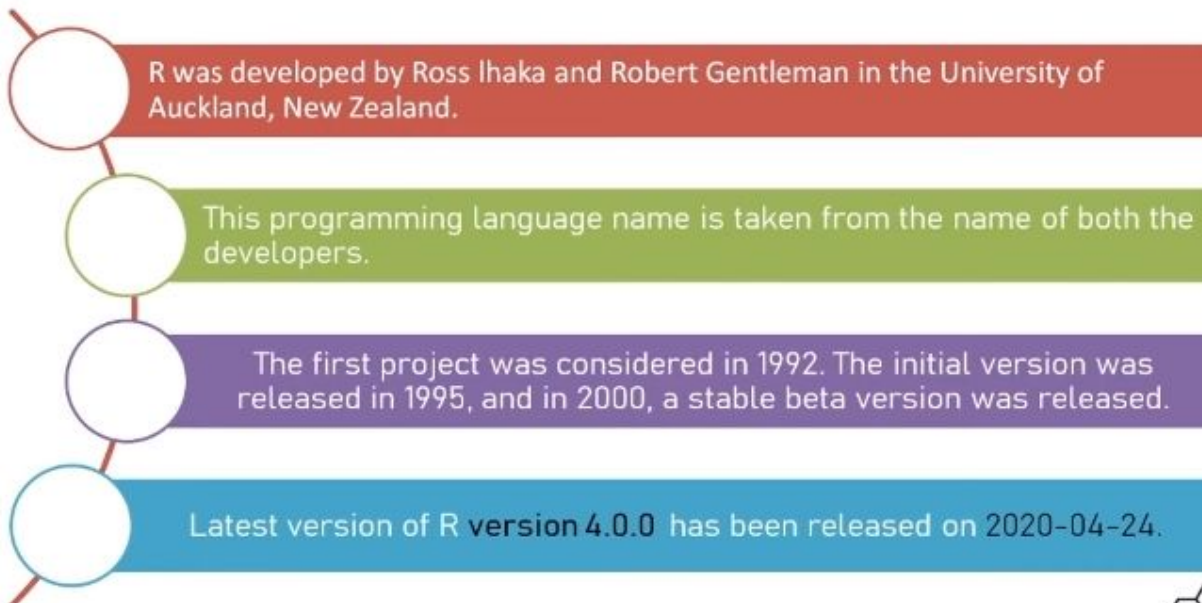 R was developed by Ross Ihaka and Robert Gentleman in the University of
Auckland, New Zealand.
This programming language name is taken from the name of both the
developers.
The first project was considered in 1992. The initial version was
released in 1995, and in 2000, a stable beta version was released.
Latest version of R version 4.0.0 has been released on 2020-04-24.